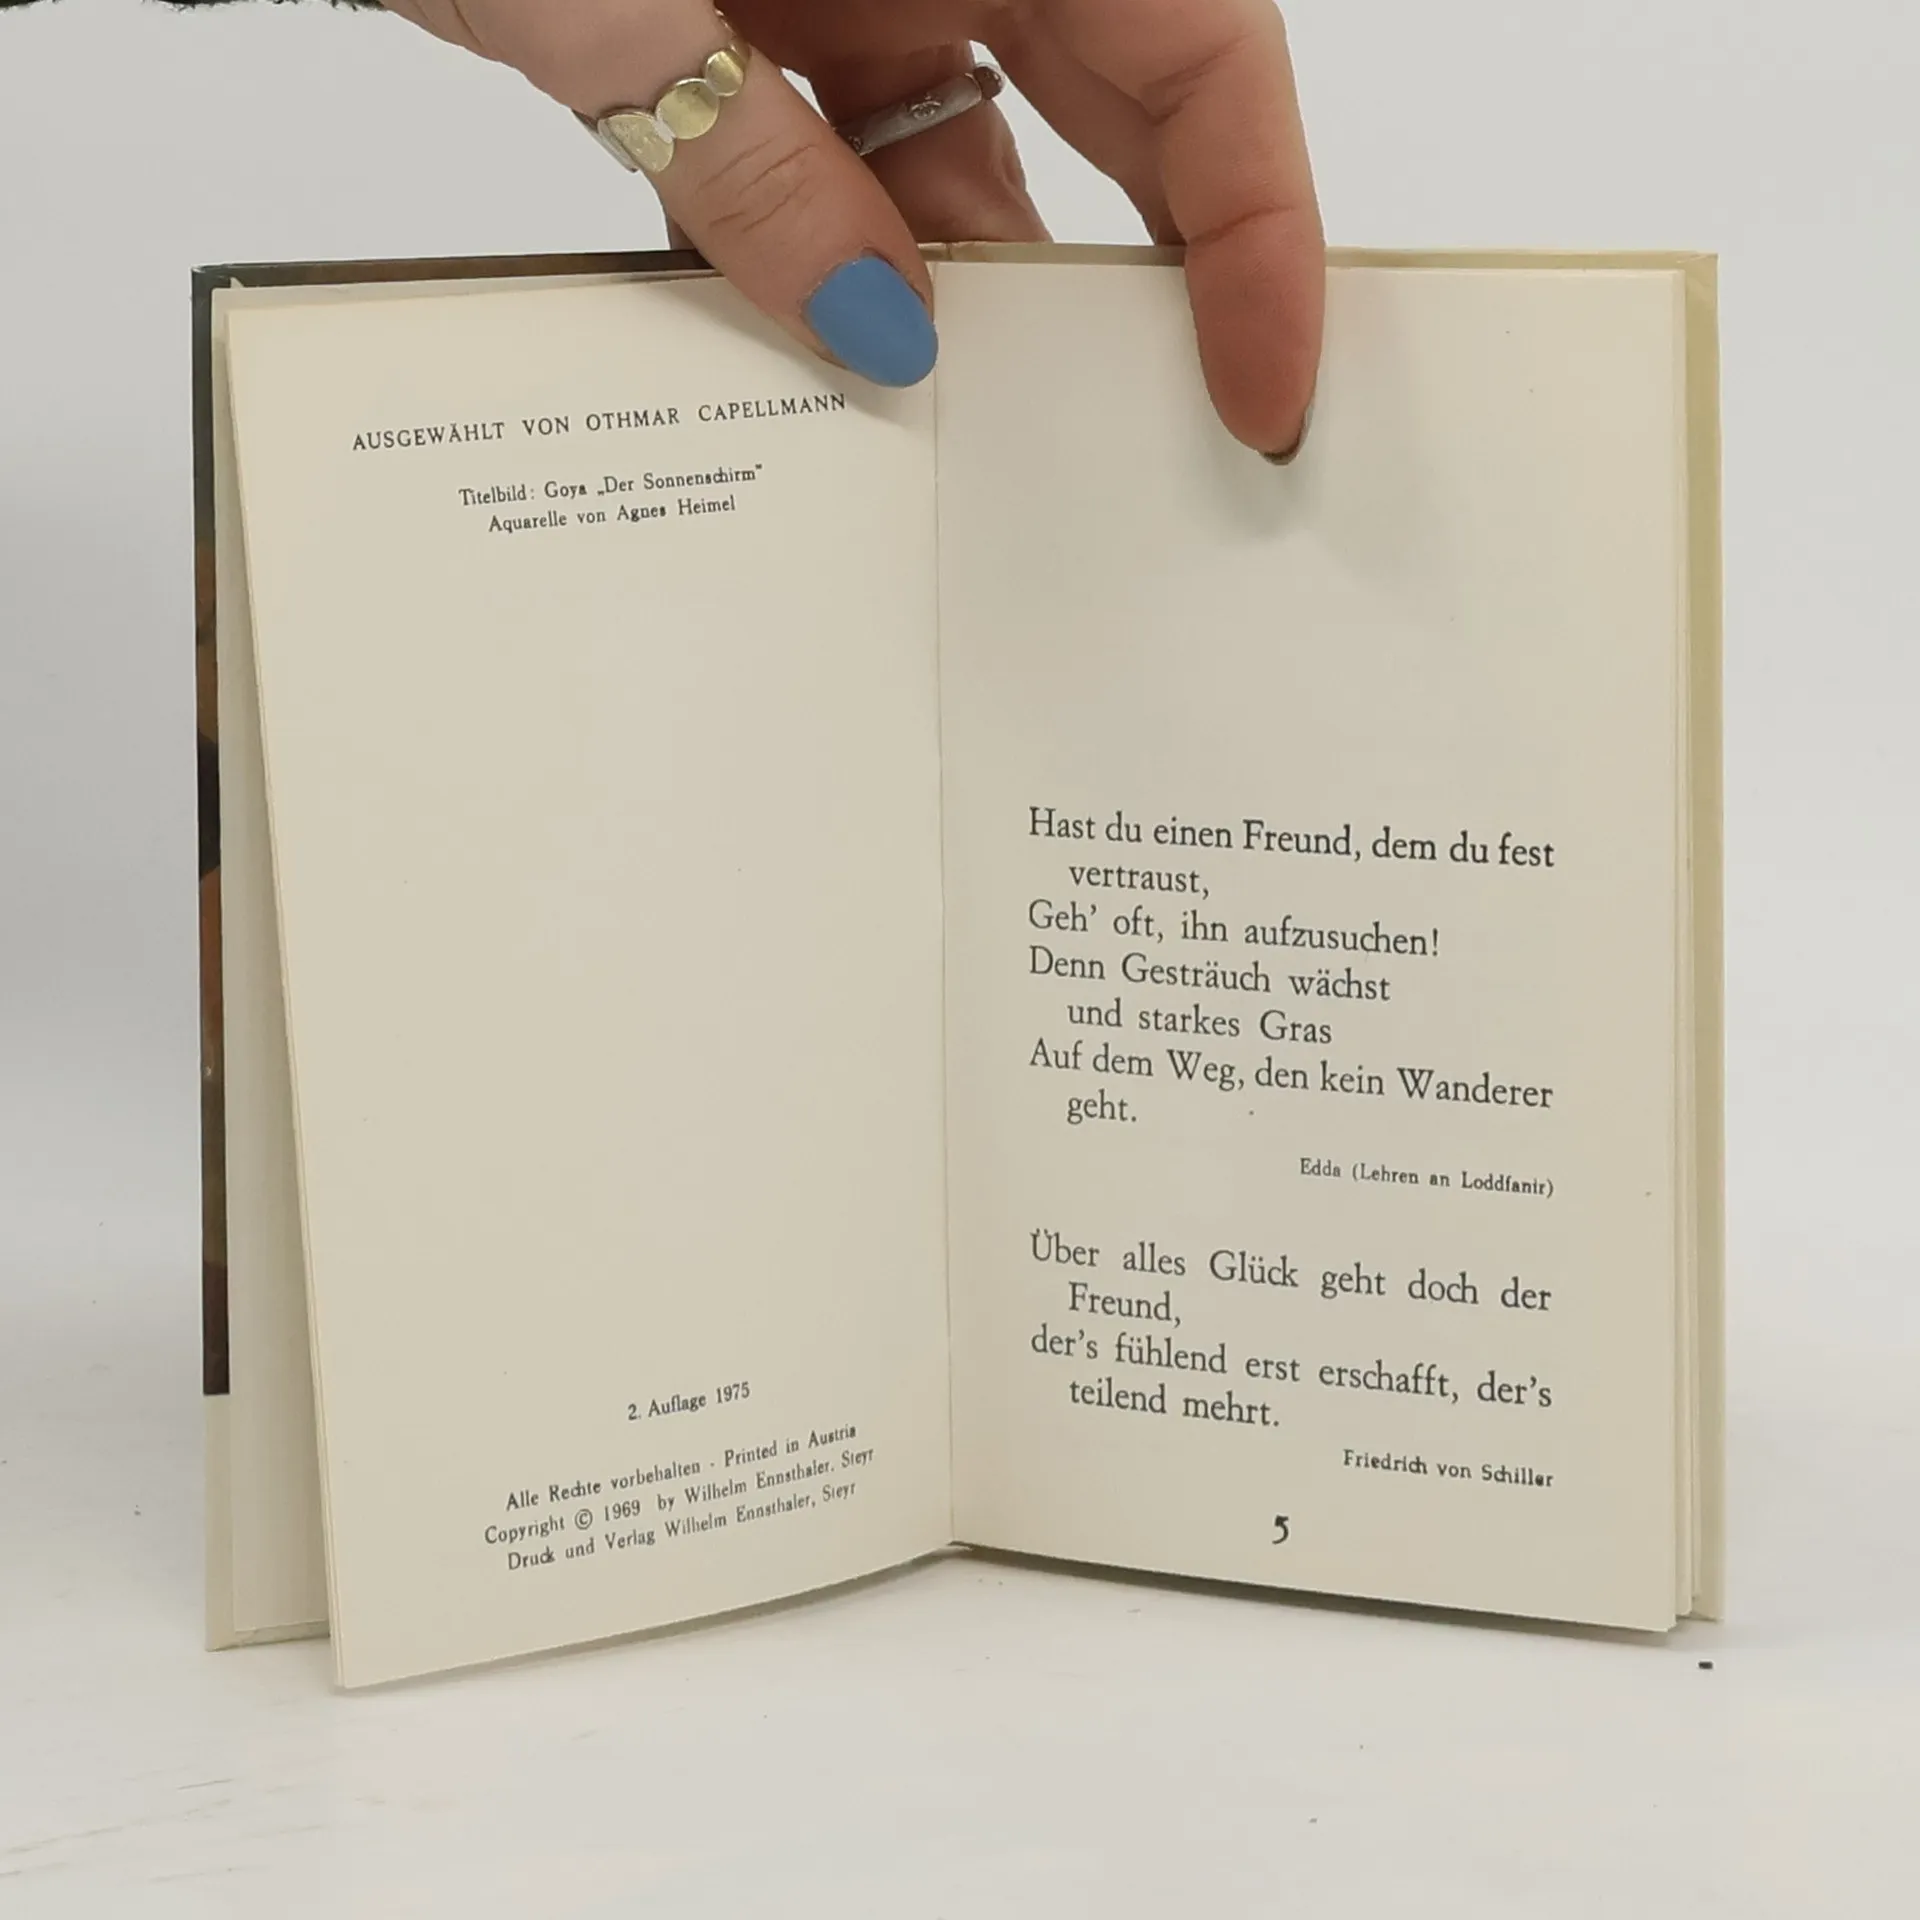 AUSGEWÄHLT VON OTHMAR CAPELLMANN
Titelbild: Goya „Der Sonnenschirm"
Aquarelle von Agnes Heimel
2. Auflage 1975
Alle Rechte vorbehalten - Printed in Austria
Copyright © 1969 by Wilhelm Ennsthaler, Steyr
Druck und Verlag Wilhelm Ennsthaler, Steyr
Hast du einen Freund, dem du fest
vertraust,
Geh' oft, ihn aufzusuchen!
Denn Gesträuch wächst
und starkes Gras
Auf dem Weg, den kein Wanderer
geht.
Edda (Lehren an Loddfanir)
Über alles Glück geht doch der
Freund,
der's fühlend erst erschafft, der's
teilend mehrt.
Friedrich von Schiller
5